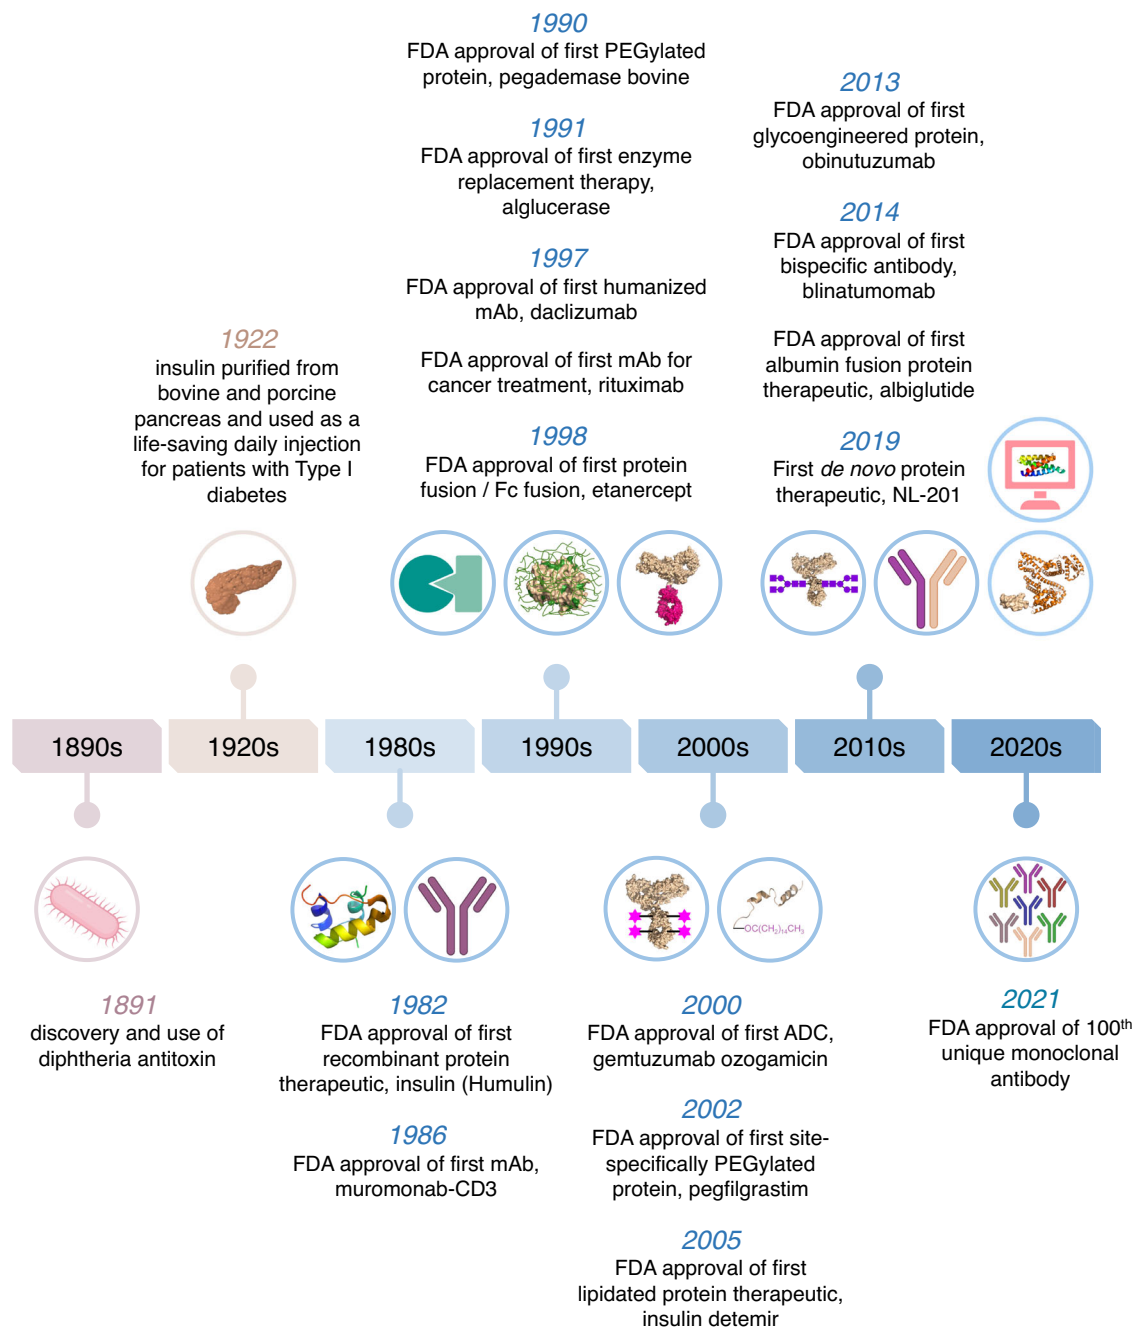 1990
FDA approval of first PEGylated
protein, pegademase bovine
1991
FDA approval of first enzyme
replacement therapy,
alglucerase
1997
FDA approval of first humanized
mAb, daclizumab
FDA approval of first mAb for
cancer treatment, rituximab
1998
FDA approval of first protein
fusion / Fc fusion, etanercept
2013
FDA approval of first
glycoengineered protein,
obinutuzumab
2014
FDA approval of first
bispecific antibody,
blinatumomab
FDA approval of first
albumin fusion protein
therapeutic, albiglutide
2019
First de novo protein
therapeutic, NL-201
1922
insulin purified from
bovine and porcine
pancreas and used as a
life-saving daily injection
for patients with Type I
diabetes
1890s
1920s
1980s
1990s
2000s
2010s
2020s
OC(CH₂)₁₄CH₃
1891
discovery and use of
diphtheria antitoxin
1982
FDA approval of first
recombinant protein
therapeutic, insulin (Humulin)
1986
FDA approval of first mAb,
muromonab-CD3
2000
FDA approval of first ADC,
gemtuzumab ozogamicin
2002
FDA approval of first site-
specifically PEGylated
protein, pegfilgrastim
2005
FDA approval of first
lipidated protein therapeutic,
insulin detemir
2021
FDA approval of 100th
unique monoclonal
antibody